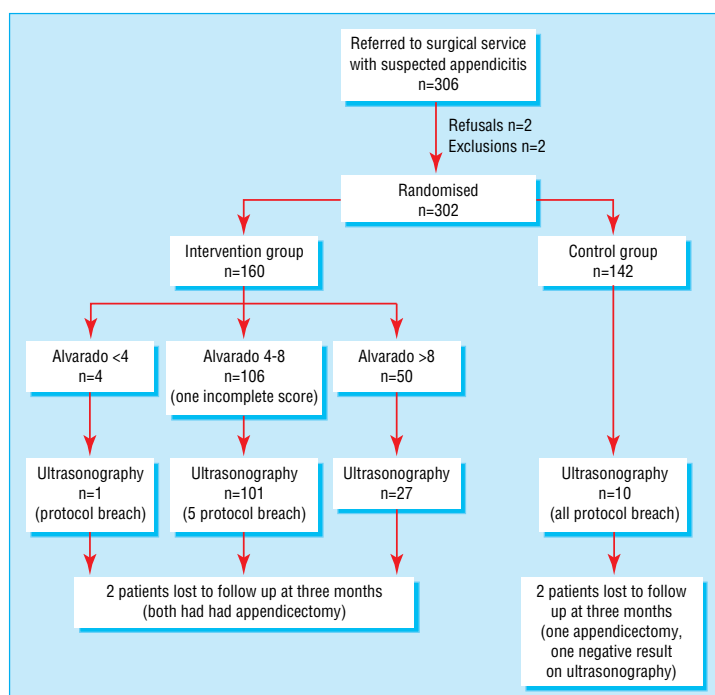 Referred to surgical service
with suspected appendicitis
n=306
Refusals n=2
Exclusions n=2
Randomised
n=302
Intervention group
n=160
Control group
n=142
Alvarado <4
n=4
Alvarado 4-8
n=106
(one incomplete score)
Alvarado >8
n=50
Ultrasonography
n=1
(protocol breach)
Ultrasonography
n=101
(5 protocol breach)
Ultrasonography
n=27
Ultrasonography
n=10
(all protocol breach)
2 patients lost to follow up at three months
(both had had appendicectomy)
2 patients lost to follow
up at three months
(one appendicectomy,
one negative result
on ultrasonography)